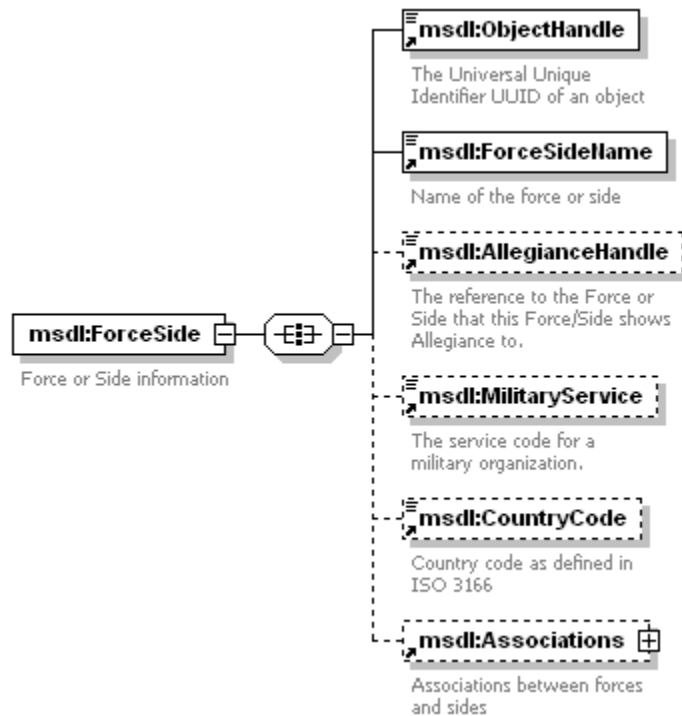 msdl:ObjectHandle
The Universal Unique
Identifier UUID of an object
msdl:ForceSideName
Name of the force or side
msdl:AllegianceHandle
The reference to the Force or
Side that this Force/Side shows
Allegiance to.
msdl:ForceSide
Force or Side information
msdl:MilitaryService
The service code for a
military organization.
msdl:CountryCode
Country code as defined in
ISO 3166
msdl:Associations
Associations between forces
and sides